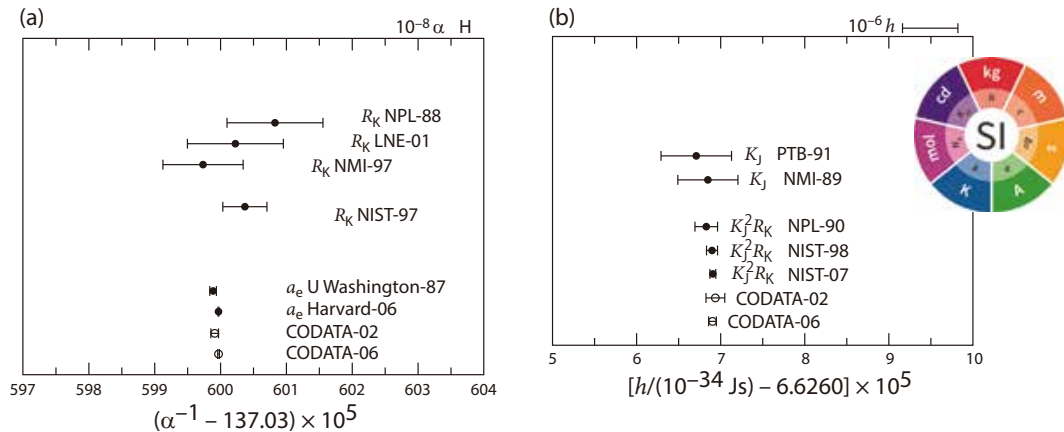 (a)
10⁻⁸ α H
R_K NPL-88
R_K LNE-01
R_K NMI-97
R_K NIST-97
a_e U Washington-87
a_e Harvard-06
CODATA-02
CODATA-06
597 598 599 600 601 602 603 604
(α⁻¹ – 137.03) × 10⁵
(b)
10⁻⁶ h
K_J PTB-91
K_J NMI-89
K_J²R_K NPL-90
K_J²R_K NIST-98
K_J²R_K NIST-07
CODATA-02
CODATA-06
5 6 7 8 9 10
[h/(10⁻³⁴ Js) – 6.6260] × 10⁵
kg
m
s
A
K
mol
cd
SI